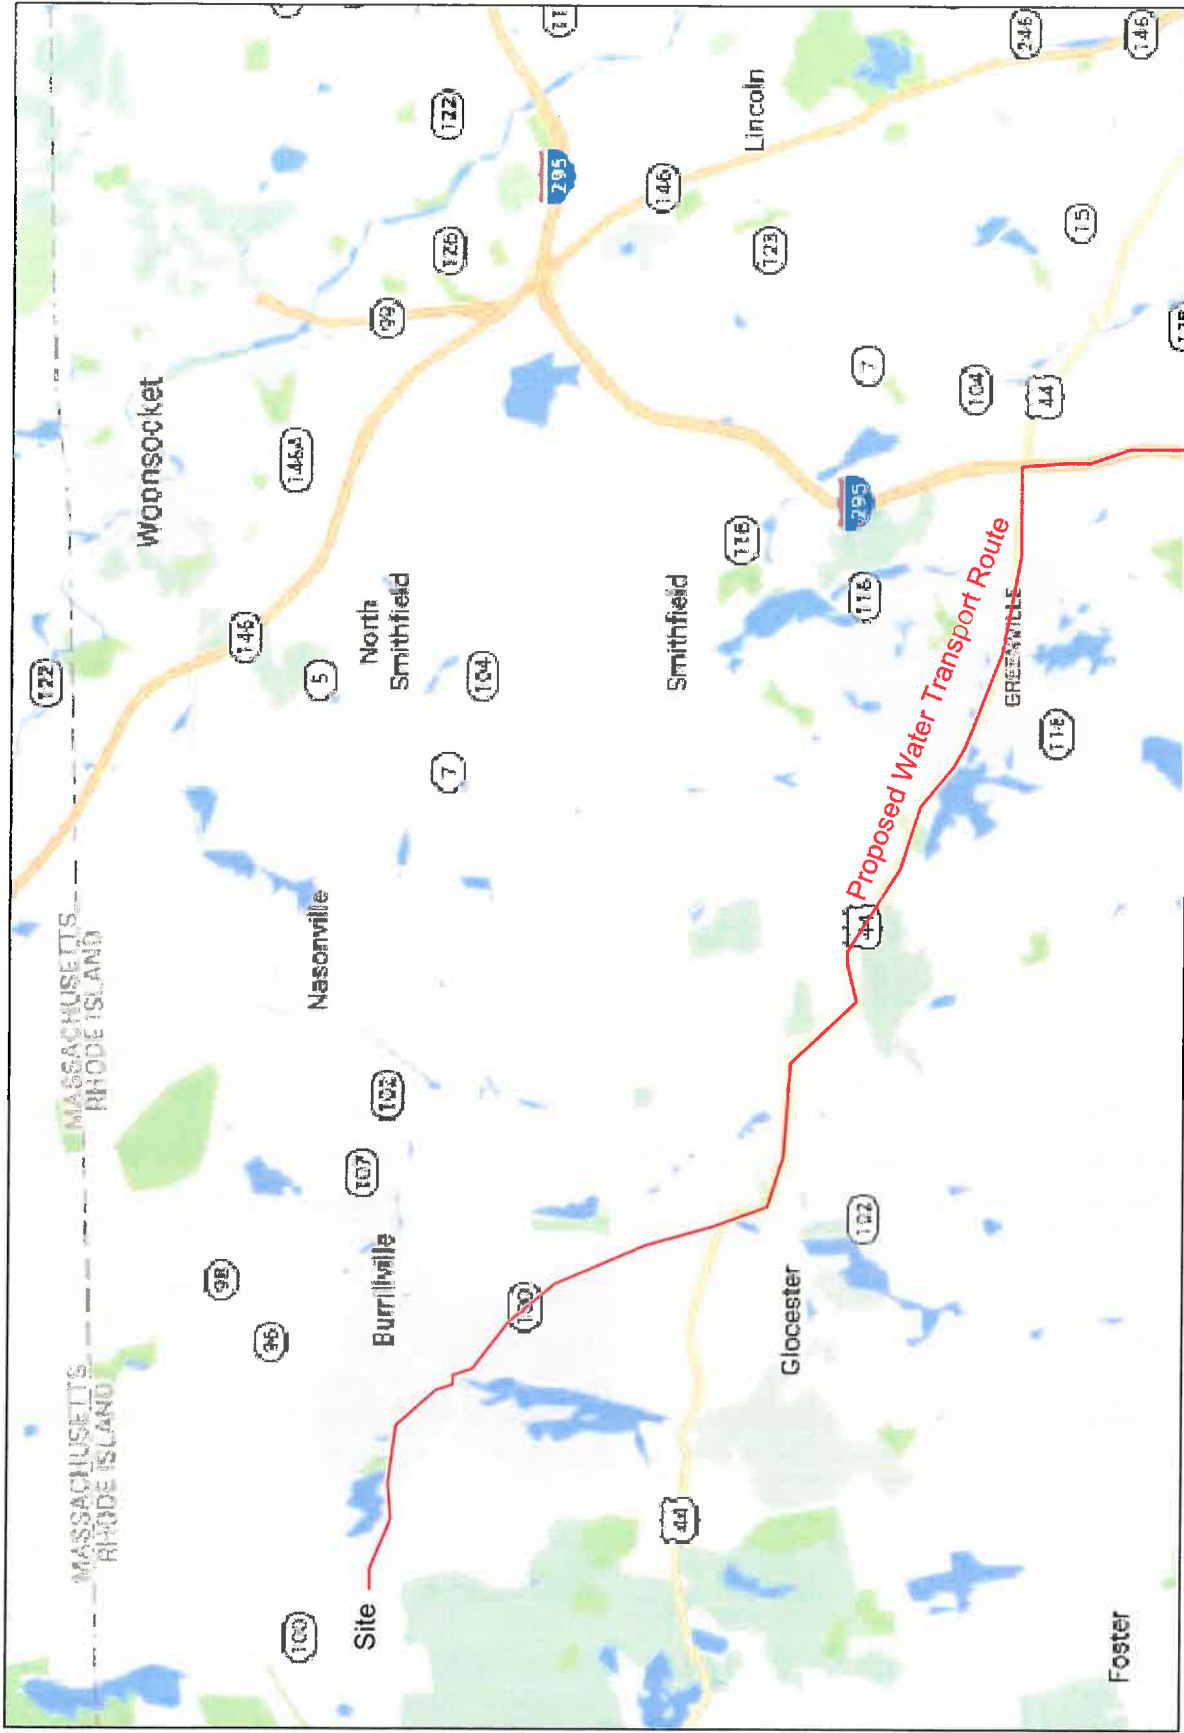 MASSACHUSETTS
RHODE ISLAND
MASSACHUSETTS
RHODE ISLAND
122
Woonsocket
100
98
96
5
146
146A
Site
Burrillville
107
102
Nasonville
North
Smithfield
99
7
104
126
122
100
295
44
Smithfield
116
146
Glocester
123
Lincoln
102
44
Proposed Water Transport Route
116
295
7
104
GREENVILLE
44
246
116
15
146
Foster